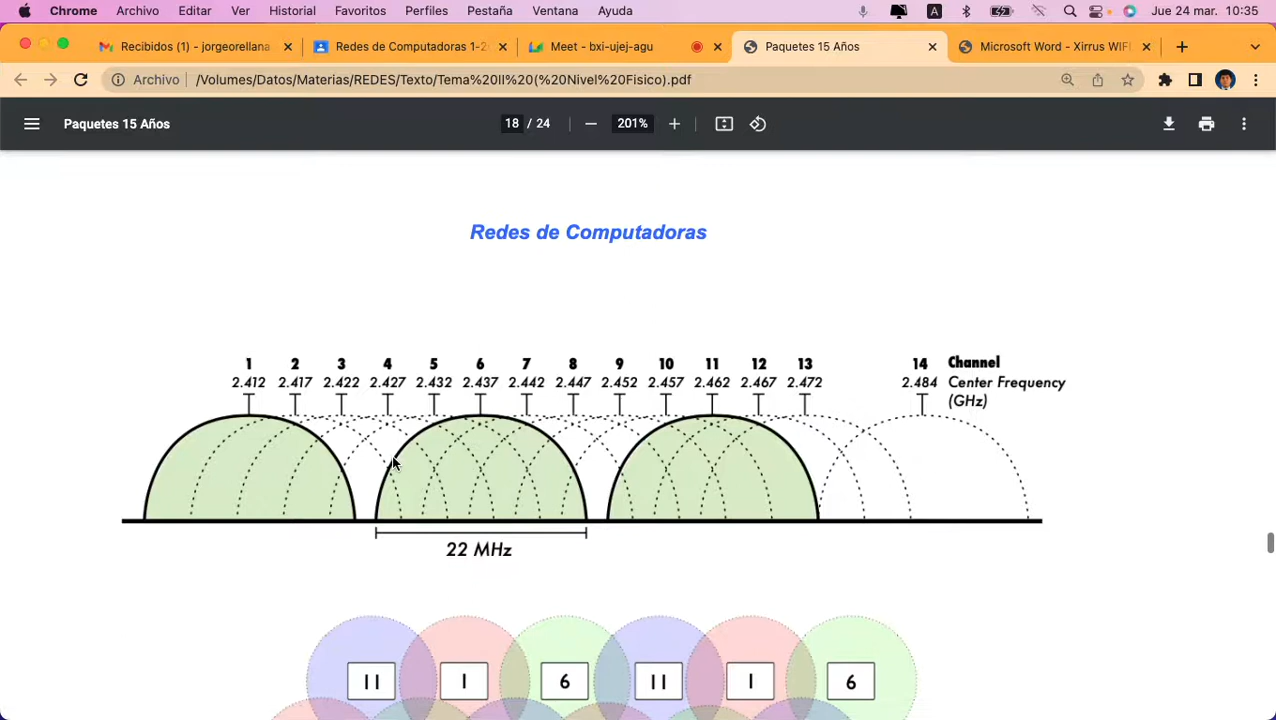 Chrome Archivo Editar Ver Historial Favoritos Perfiles Pestaña Ventana Ayuda A Jue 24 mar. 10:35
Recibidos (1) - jorgeorellana Redes de Computadoras 1-2 Meet - bxi-ujej-agu Paquetes 15 Años Microsoft Word - Xirrus WIFI
Archivo /Volumes/Datos/Materias/REDES/Texto/Tema%20II%20(%20Nivel%20Fisico).pdf
Paquetes 15 Años 18 / 24 201%
Redes de Computadoras
1 2 3 4 5 6 7 8 9 10 11 12 13 14 Channel
2.412 2.417 2.422 2.427 2.432 2.437 2.442 2.447 2.452 2.457 2.462 2.467 2.472 2.484 Center Frequency
(GHz)
22 MHz
11 1 6 11 1 6